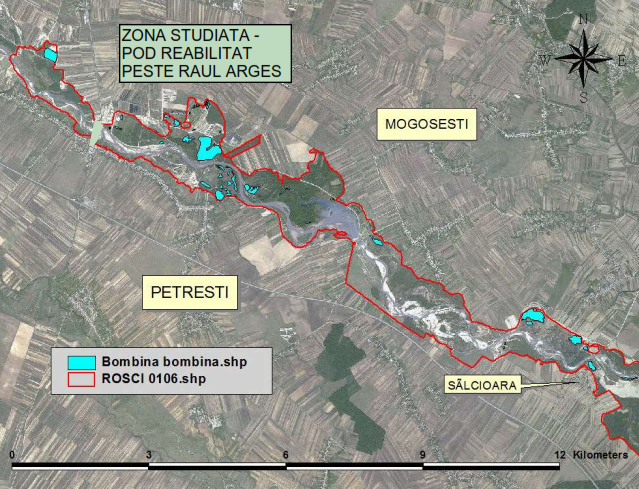 ZONA STUDIATA -
POD REABILITAT
PESTE RAUL ARGES
N
W E
S
MOGOSESTI
PETRESTI
Bombina bombina.shp
ROSCI 0106.shp
SÃLCIOARA
0 3 6 9 12 Kilometers